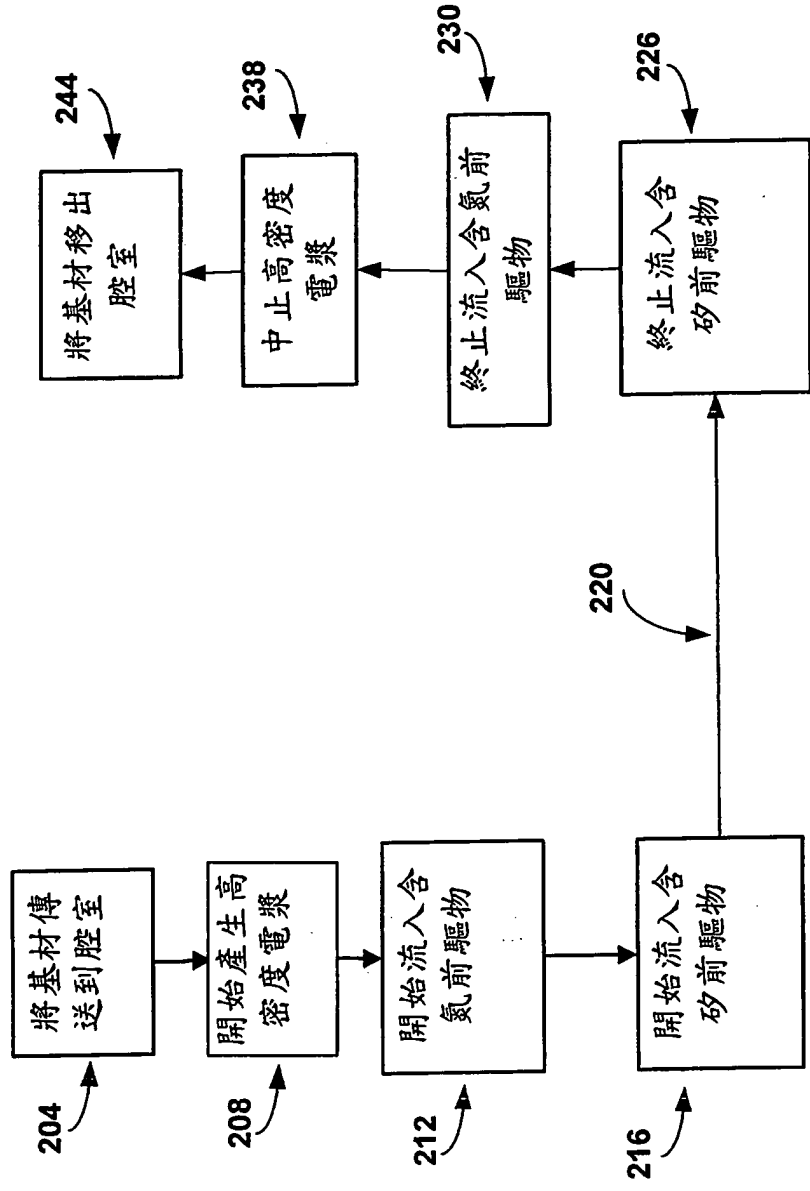 204
將基材傳
送到腔室
208
開始產生高
密度電漿
212
開始流入含
氮前驅物
216
開始流入含
矽前驅物
220
226
終止流入含
矽前驅物
230
終止流入含氮前
驅物
238
中止高密度
電漿
244
將基材移出
腔室